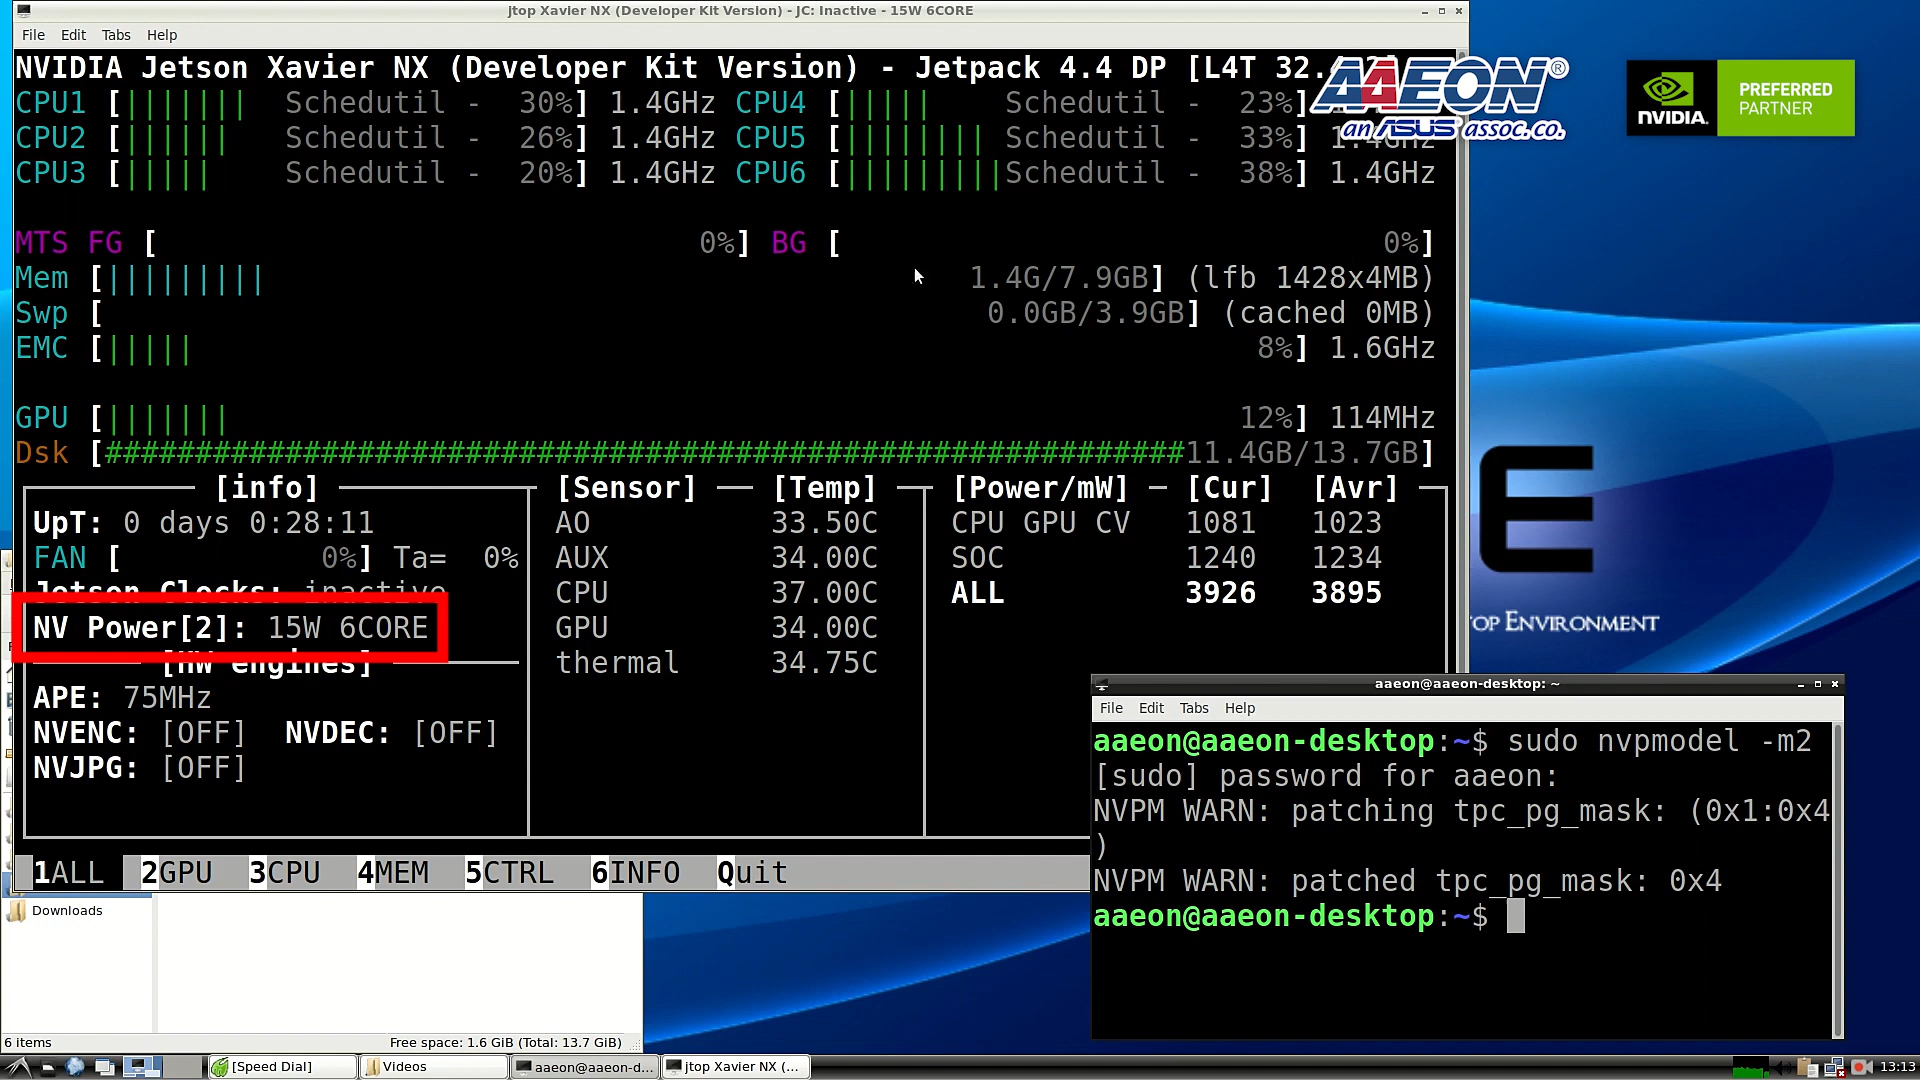 jtop Xavier NX (Developer Kit Version) - JC: Inactive - 15W 6CORE
File Edit Tabs Help
NVIDIA Jetson Xavier NX (Developer Kit Version) - Jetpack 4.4 DP [L4T 32.
CPU1 [||||||| Schedutil - 30%] 1.4GHz CPU4 [||||| Schedutil - 23%]
CPU2 [|||||| Schedutil - 26%] 1.4GHz CPU5 [|||||||| Schedutil - 33%] 1.4GHz
CPU3 [||||| Schedutil - 20%] 1.4GHz CPU6 [|||||||||Schedutil - 38%] 1.4GHz
AAEON®
an ASUS assoc.co.
NVIDIA.
PREFERRED
PARTNER
MTS FG [ 0%] BG [ 0%]
Mem [||||||||| 1.4G/7.9GB] (lfb 1428x4MB)
Swp [ 0.0GB/3.9GB] (cached 0MB)
EMC [||||| 8%] 1.6GHz
GPU [||||||| 12%] 114MHz
Dsk [############################################################11.4GB/13.7GB]
[info]
UpT: 0 days 0:28:11
FAN [ 0%] Ta= 0%
Jetson Clocks: inactive
NV Power[2]: 15W 6CORE
[HW engines]
APE: 75MHz
NVENC: [OFF] NVDEC: [OFF]
NVJPG: [OFF]
[Sensor] [Temp]
AO 33.50C
AUX 34.00C
CPU 37.00C
GPU 34.00C
thermal 34.75C
[Power/mW] [Cur] [Avr]
CPU GPU CV 1081 1023
SOC 1240 1234
ALL 3926 3895
1ALL 2GPU 3CPU 4MEM 5CTRL 6INFO Quit
E
TOP ENVIRONMENT
aaeon@aaeon-desktop: ~
File Edit Tabs Help
aaeon@aaeon-desktop:~$ sudo nvpmodel -m2
[sudo] password for aaeon:
NVPM WARN: patching tpc_pg_mask: (0x1:0x4
)
NVPM WARN: patched tpc_pg_mask: 0x4
aaeon@aaeon-desktop:~$
Downloads
6 items
Free space: 1.6 GiB (Total: 13.7 GiB)
[Speed Dial]
Videos
aaeon@aaeon-d...
jtop Xavier NX (...
13:13